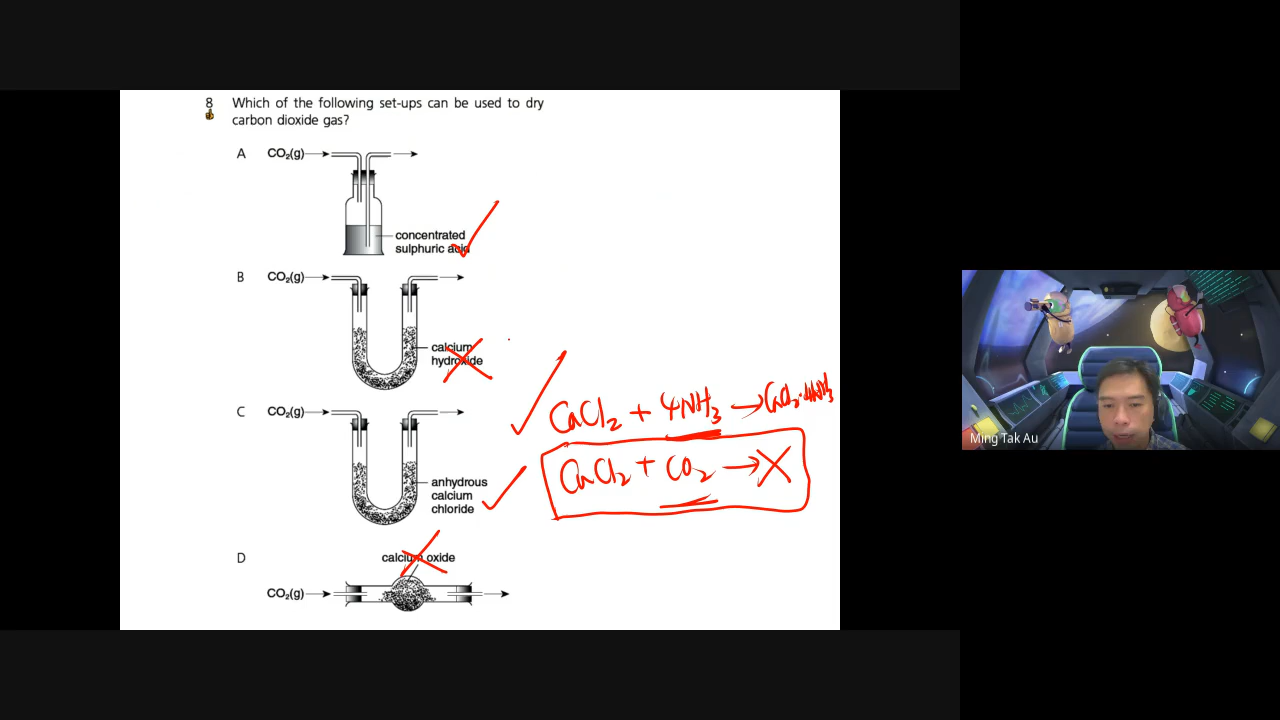 8 Which of the following set-ups can be used to dry
carbon dioxide gas?
A CO₂(g)
concentrated
sulphuric acid
B CO₂(g)
calcium
hydroxide
CaCl₂ + 4NH₃ → CaCl₂·4NH₃
C CO₂(g)
CaCl₂ + CO₂ → X
anhydrous
calcium
chloride
D calcium oxide
CO₂(g)
Ming Tak Au